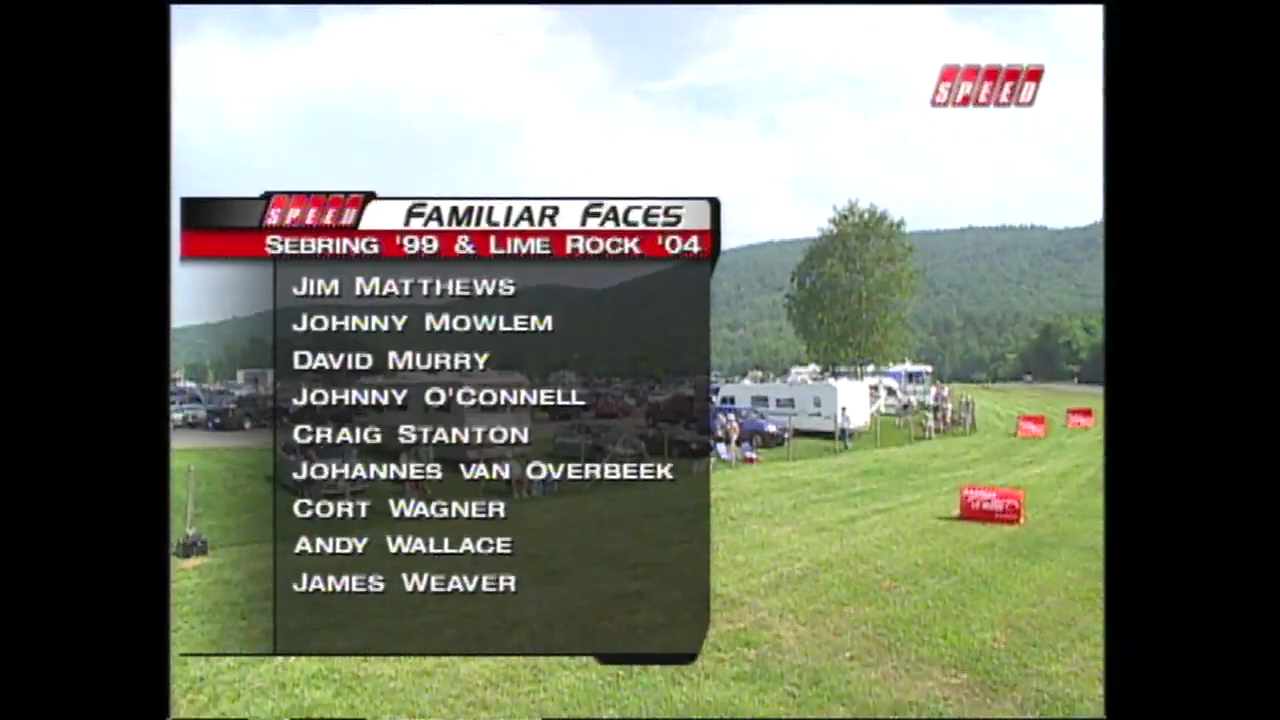 SPEED
SPEED FAMILIAR FACES
SEBRING '99 & LIME ROCK '04
JIM MATTHEWS
JOHNNY MOWLEM
DAVID MURRY
JOHNNY O'CONNELL
CRAIG STANTON
JOHANNES VAN OVERBEEK
CORT WAGNER
ANDY WALLACE
JAMES WEAVER